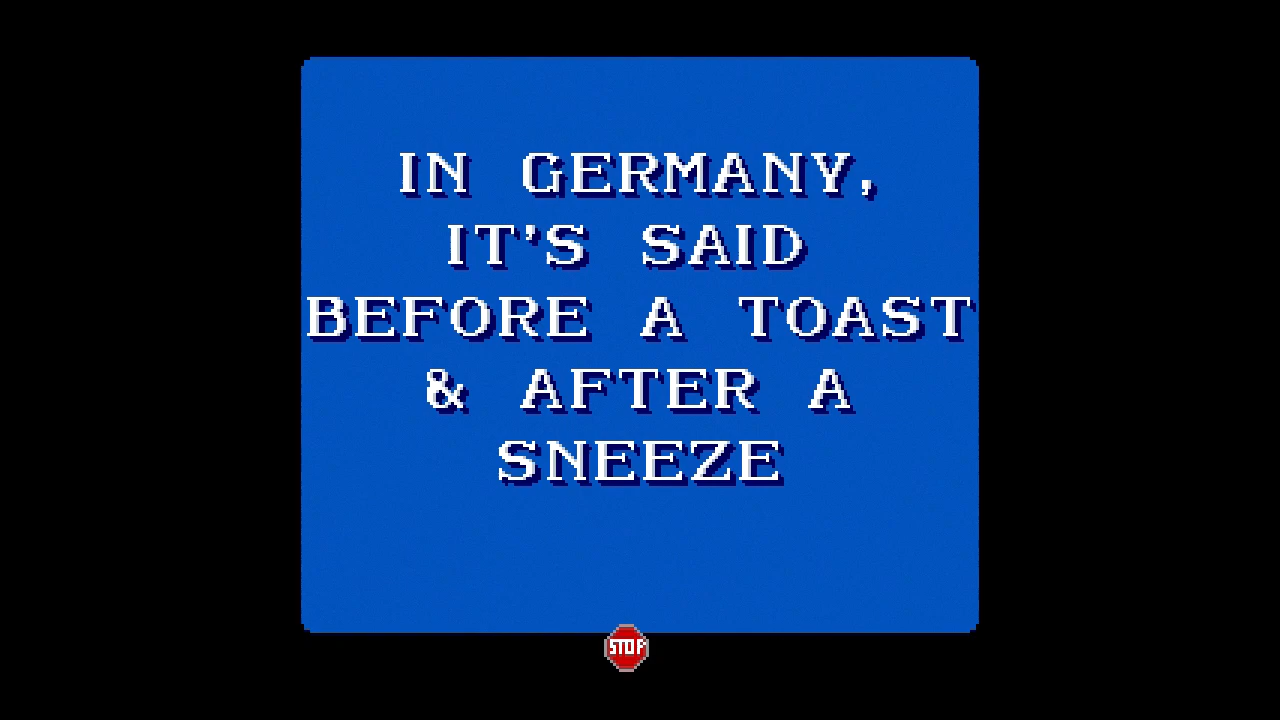 IN GERMANY,
IT'S SAID
BEFORE A TOAST
& AFTER A
SNEEZE
STOP